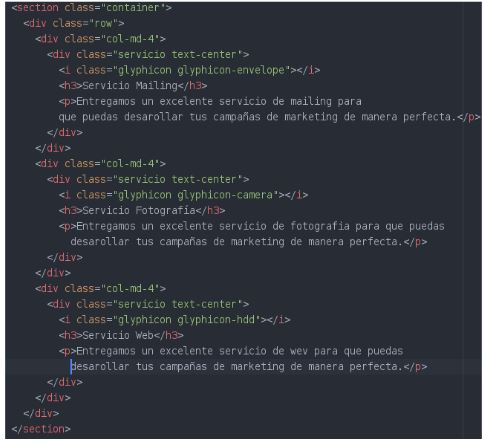 <section class="container">
  <div class="row">
    <div class="col-md-4">
      <div class="servicio text-center">
        <i class="glyphicon glyphicon-envelope"></i>
        <h3>Servicio Mailing</h3>
        <p>Entregamos un excelente servicio de mailing para
        que puedas desarollar tus campañas de marketing de manera perfecta.</p>
      </div>
    </div>
    <div class="col-md-4">
      <div class="servicio text-center">
        <i class="glyphicon glyphicon-camera"></i>
        <h3>Servicio Fotografía</h3>
        <p>Entregamos un excelente servicio de fotografia para que puedas
          desarollar tus campañas de marketing de manera perfecta.</p>
      </div>
    </div>
    <div class="col-md-4">
      <div class="servicio text-center">
        <i class="glyphicon glyphicon-hdd"></i>
        <h3>Servicio Web</h3>
        <p>Entregamos un excelente servicio de wev para que puedas
          desarollar tus campañas de marketing de manera perfecta.</p>
      </div>
    </div>
  </div>
</section>